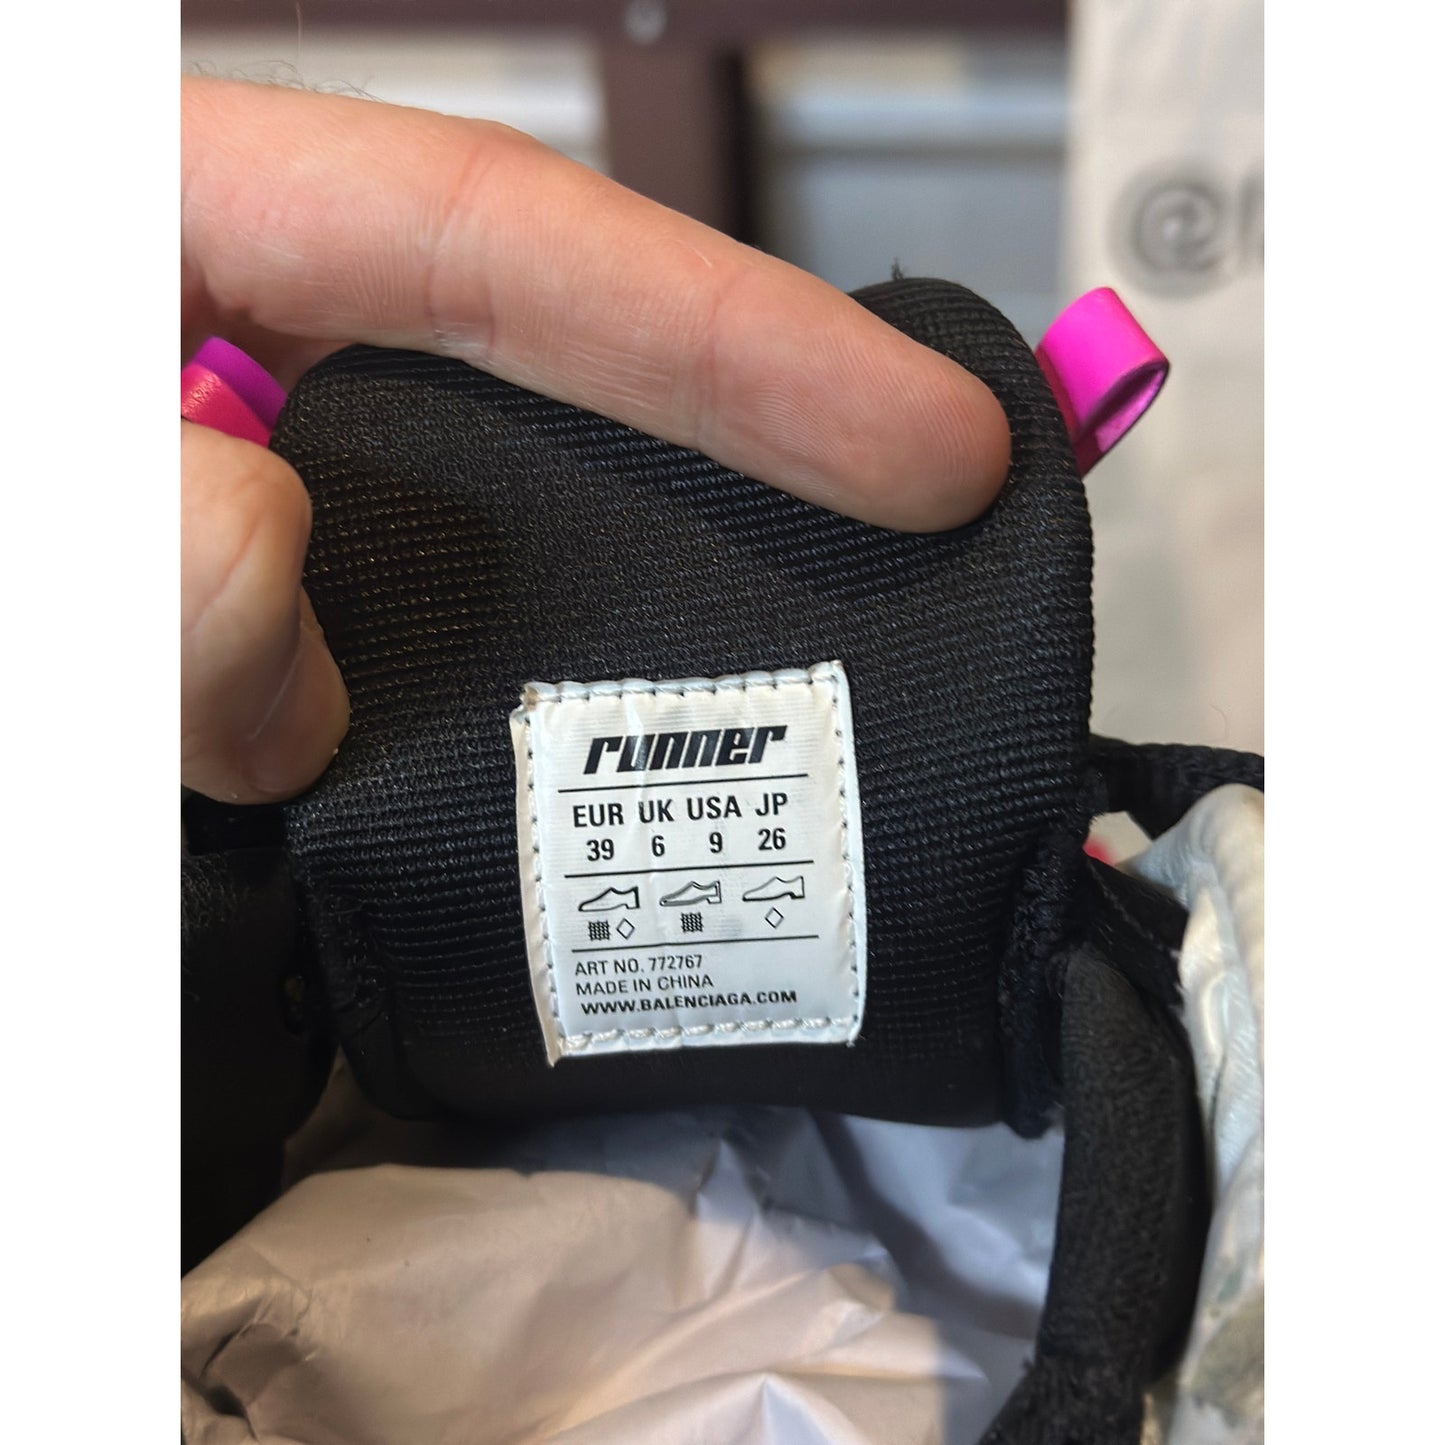 runner
EUR UK USA JP
39 6 9 26
ART NO. 772767
MADE IN CHINA
WWW.BALENCIAGA.COM